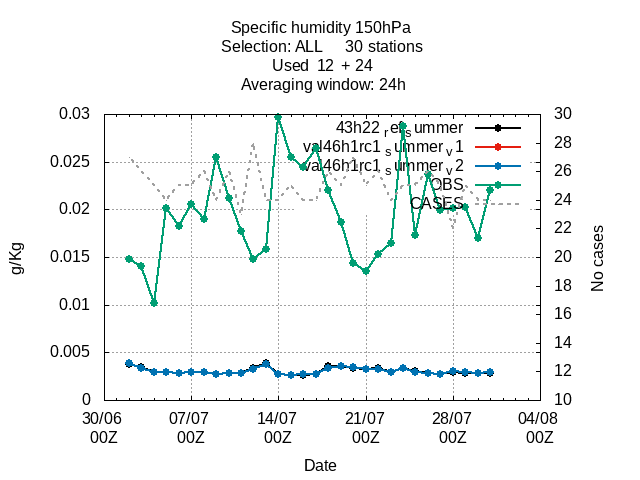 Specific humidity 150hPa
Selection: ALL     30 stations
Used  12  + 24
Averaging window: 24h
43h22_ref_summer
val46h1rc1_summer_v1
val46h1rc1_summer_v2
OBS
CASES
0.03
0.025
0.02
0.015
0.01
0.005
0
30
28
26
24
22
20
18
16
14
12
10
g/Kg
No cases
30/06 07/07 14/07 21/07 28/07 04/08
00Z 00Z 00Z 00Z 00Z 00Z
Date